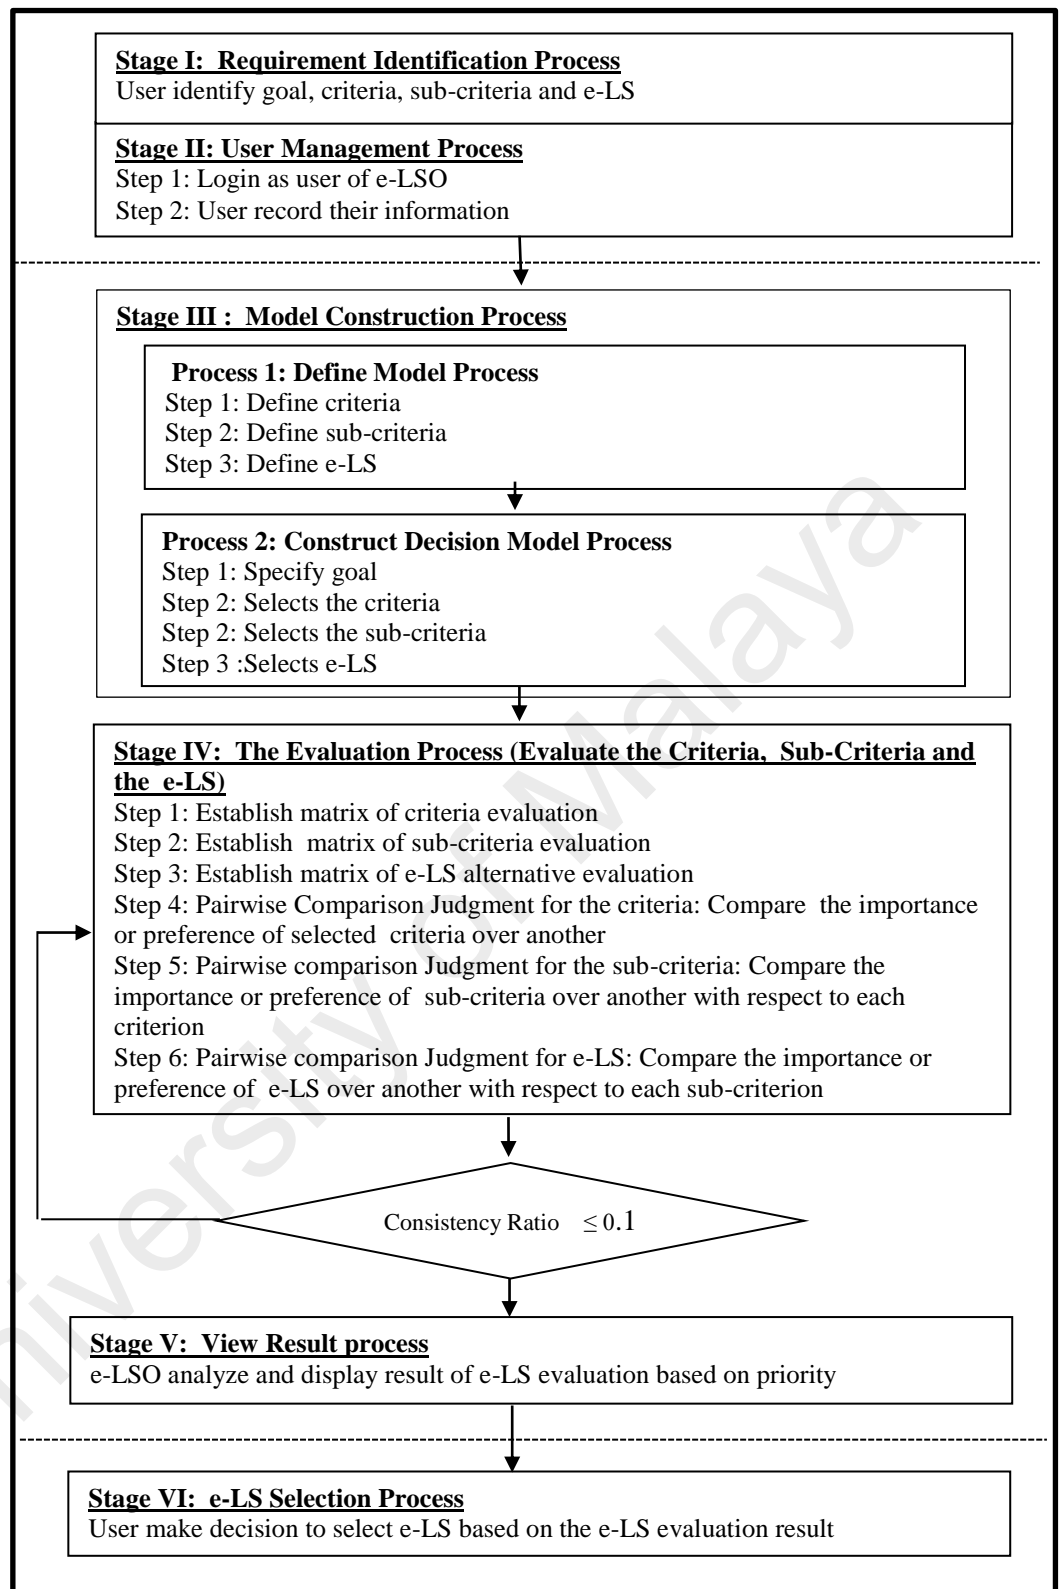 Stage I: Requirement Identification Process
User identify goal, criteria, sub-criteria and e-LS
Stage II: User Management Process
Step 1: Login as user of e-LSO
Step 2: User record their information
Stage III : Model Construction Process
Process 1: Define Model Process
Step 1: Define criteria
Step 2: Define sub-criteria
Step 3: Define e-LS
Process 2: Construct Decision Model Process
Step 1: Specify goal
Step 2: Selects the criteria
Step 2: Selects the sub-criteria
Step 3 :Selects e-LS
Stage IV: The Evaluation Process (Evaluate the Criteria, Sub-Criteria and
the e-LS)
Step 1: Establish matrix of criteria evaluation
Step 2: Establish matrix of sub-criteria evaluation
Step 3: Establish matrix of e-LS alternative evaluation
Step 4: Pairwise Comparison Judgment for the criteria: Compare the importance
or preference of selected criteria over another
Step 5: Pairwise comparison Judgment for the sub-criteria: Compare the
importance or preference of sub-criteria over another with respect to each
criterion
Step 6: Pairwise comparison Judgment for e-LS: Compare the importance or
preference of e-LS over another with respect to each sub-criterion
Consistency Ratio ≤ 0.1
Stage V: View Result process
e-LSO analyze and display result of e-LS evaluation based on priority
Stage VI: e-LS Selection Process
User make decision to select e-LS based on the e-LS evaluation result
niversity of Malaya